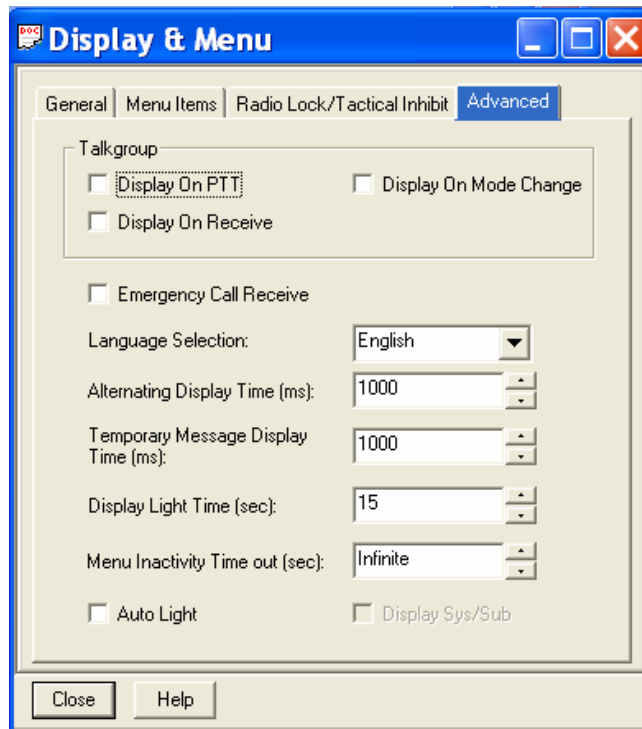 DOC
Display & Menu
General
Menu Items
Radio Lock/Tactical Inhibit
Advanced
Talkgroup
Display On PTT
Display On Mode Change
Display On Receive
Emergency Call Receive
Language Selection:
English
Alternating Display Time (ms):
1000
Temporary Message Display
Time (ms):
1000
Display Light Time (sec):
15
Menu Inactivity Time out (sec):
Infinite
Auto Light
Display Sys/Sub
Close
Help